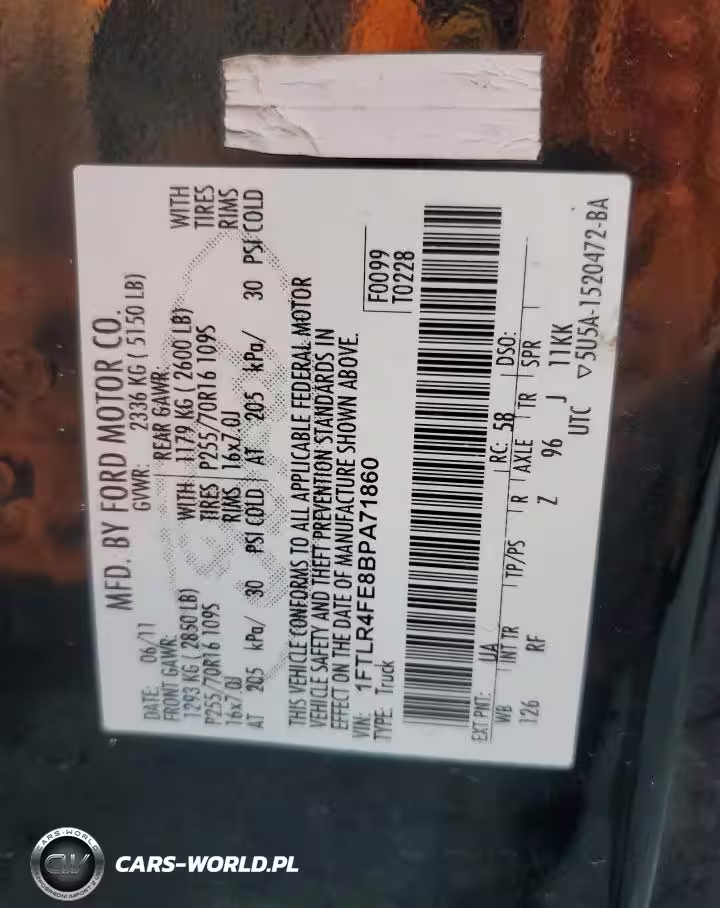 MFD. BY FORD MOTOR CO.
DATE: 06/11 GVWR: 2336 KG ( 5150 LB)
FRONT GAWR: REAR GAWR:
1293 KG ( 2850 LB) WITH 1179 KG ( 2600 LB) WITH
P255/70R16 109S TIRES P255/70R16 109S TIRES
16x7.0J RIMS 16x7.0J RIMS
AT 205 kPa/ 30 PSI COLD AT 205 kPa/ 30 PSI COLD
THIS VEHICLE CONFORMS TO ALL APPLICABLE FEDERAL MOTOR
VEHICLE SAFETY AND THEFT PREVENTION STANDARDS IN
EFFECT ON THE DATE OF MANUFACTURE SHOWN ABOVE.
VIN: 1FTLR4FE8BPA71860
TYPE: Truck
F0099
T0228
EXT PNT: UA RC: 58 DSO:
WB INT TR TP/PS R AXLE TR SPR
126 RF Z 96 J 11KK
UTC ▽5U5A-1520472-BA
CARS-WORLD
CW
CARS-WORLD.PL